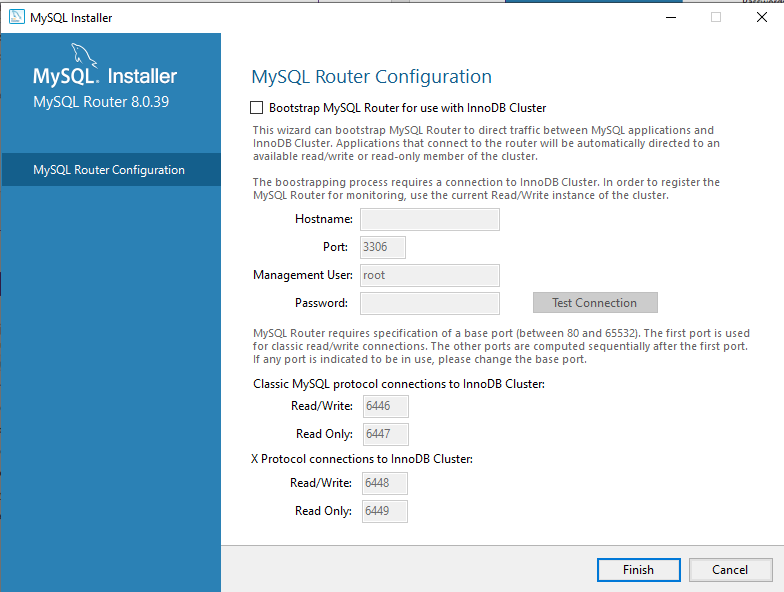 MySQL Installer
MySQL. Installer
MySQL Router 8.0.39
MySQL Router Configuration
MySQL Router Configuration
Bootstrap MySQL Router for use with InnoDB Cluster
This wizard can bootstrap MySQL Router to direct traffic between MySQL applications and
InnoDB Cluster. Applications that connect to the router will be automatically directed to an
available read/write or read-only member of the cluster.
The boostrapping process requires a connection to InnoDB Cluster. In order to register the
MySQL Router for monitoring, use the current Read/Write instance of the cluster.
Hostname:
Port: 3306
Management User: root
Password:
Test Connection
MySQL Router requires specification of a base port (between 80 and 65532). The first port is used
for classic read/write connections. The other ports are computed sequentially after the first port.
If any port is indicated to be in use, please change the base port.
Classic MySQL protocol connections to InnoDB Cluster:
Read/Write: 6446
Read Only: 6447
X Protocol connections to InnoDB Cluster:
Read/Write: 6448
Read Only: 6449
Finish
Cancel